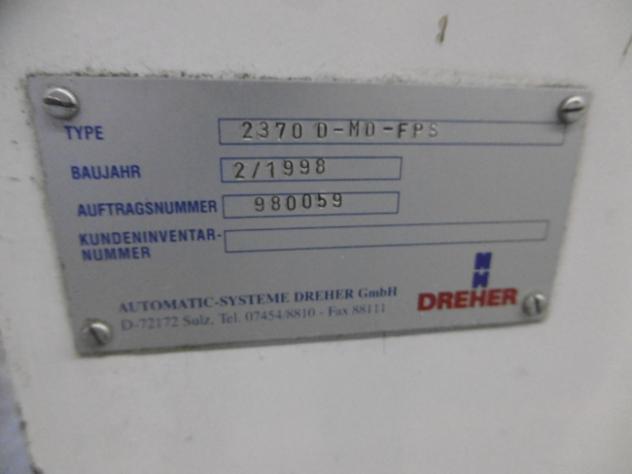 TYPE 2370 D-MD-FPS
BAUJAHR 2/1998
AUFTRAGSNUMMER 980059
KUNDENINVENTAR-
NUMMER
DREHER
AUTOMATIC-SYSTEME DREHER GmbH
D-72172 Sulz, Tel. 07454/8810 - Fax 88111